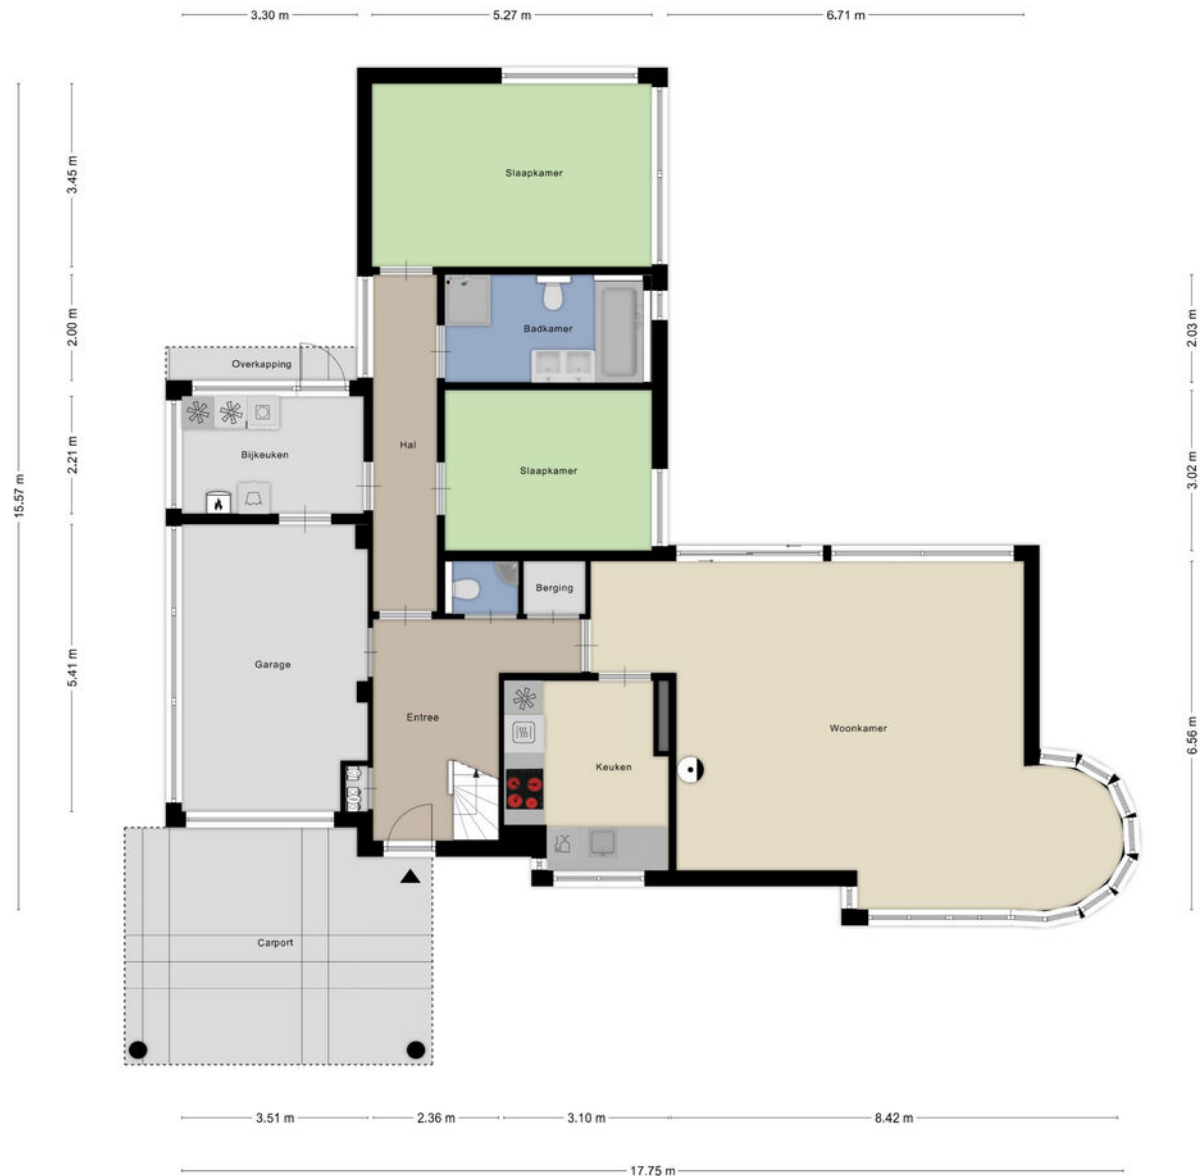 3.30 m
5.27 m
6.71 m
3.45 m
Slaapkamer
2.00 m
Badkamer
2.03 m
Overkapping
Hal
Bijkeuken
2.21 m
Slaapkamer
3.02 m
15.57 m
Berging
Garage
5.41 m
Entree
Woonkamer
6.56 m
Keuken
Carport
3.51 m
2.36 m
3.10 m
8.42 m
17.75 m